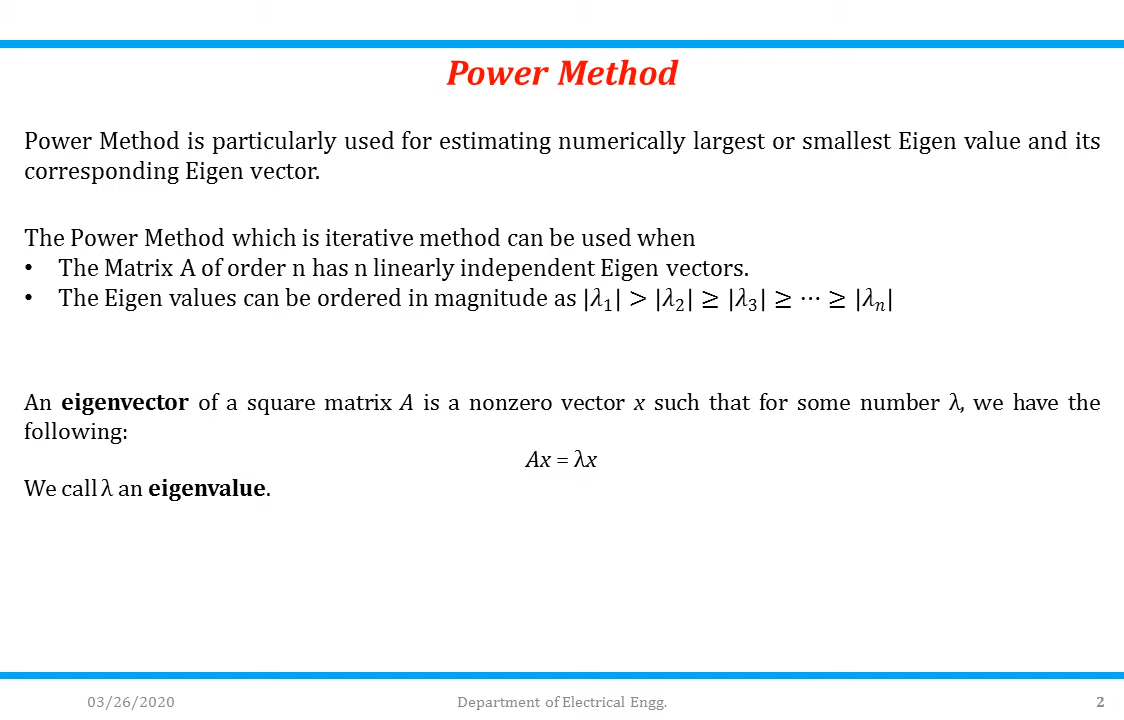 Power Method
Power Method is particularly used for estimating numerically largest or smallest Eigen value and its
corresponding Eigen vector.
The Power Method which is iterative method can be used when
• The Matrix A of order n has n linearly independent Eigen vectors.
• The Eigen values can be ordered in magnitude as |λ₁| > |λ₂| ≥ |λ₃| ≥ ⋯ ≥ |λₙ|
An eigenvector of a square matrix A is a nonzero vector x such that for some number λ, we have the
following:
Ax = λx
We call λ an eigenvalue.
03/26/2020 Department of Electrical Engg. 2